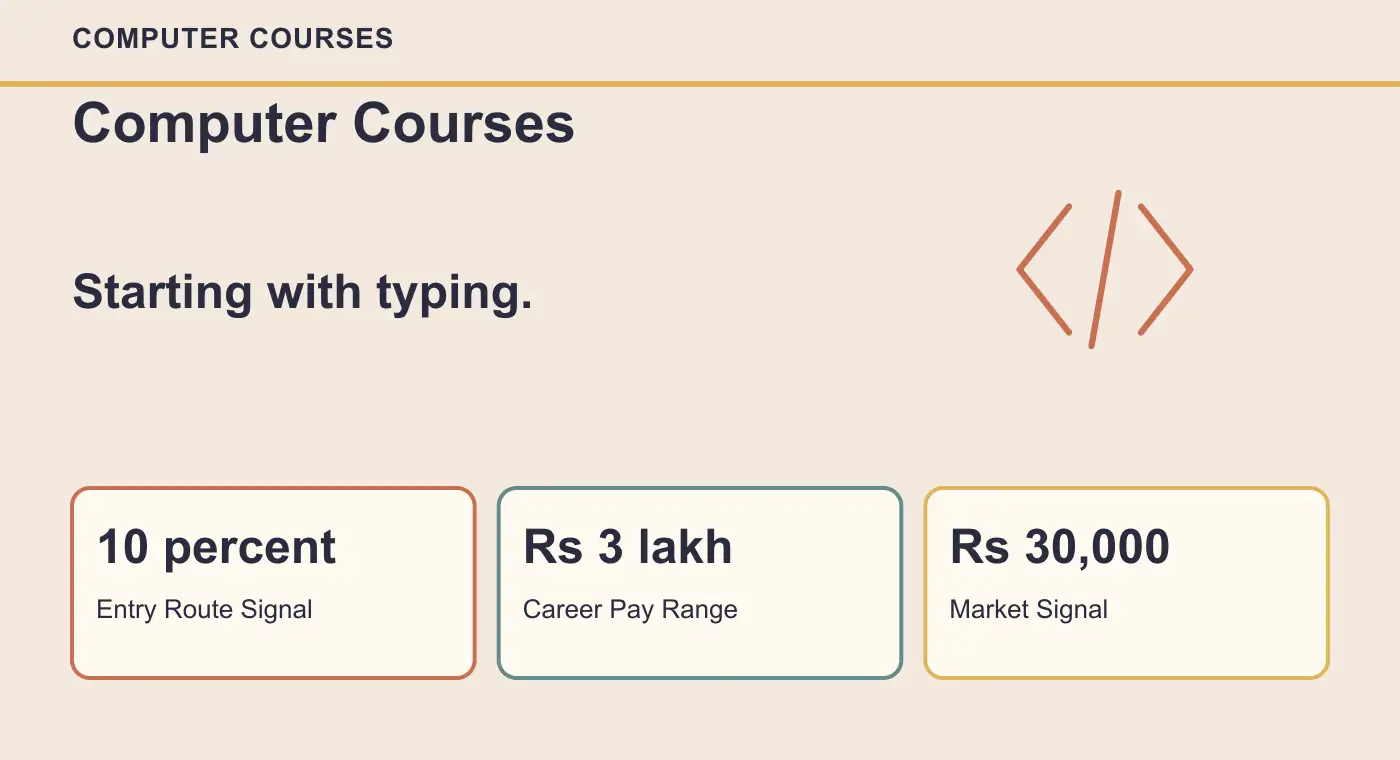 COMPUTER COURSES
Computer Courses
Starting with typing.
10 percent
Entry Route Signal
Rs 3 lakh
Career Pay Range
Rs 30,000
Market Signal